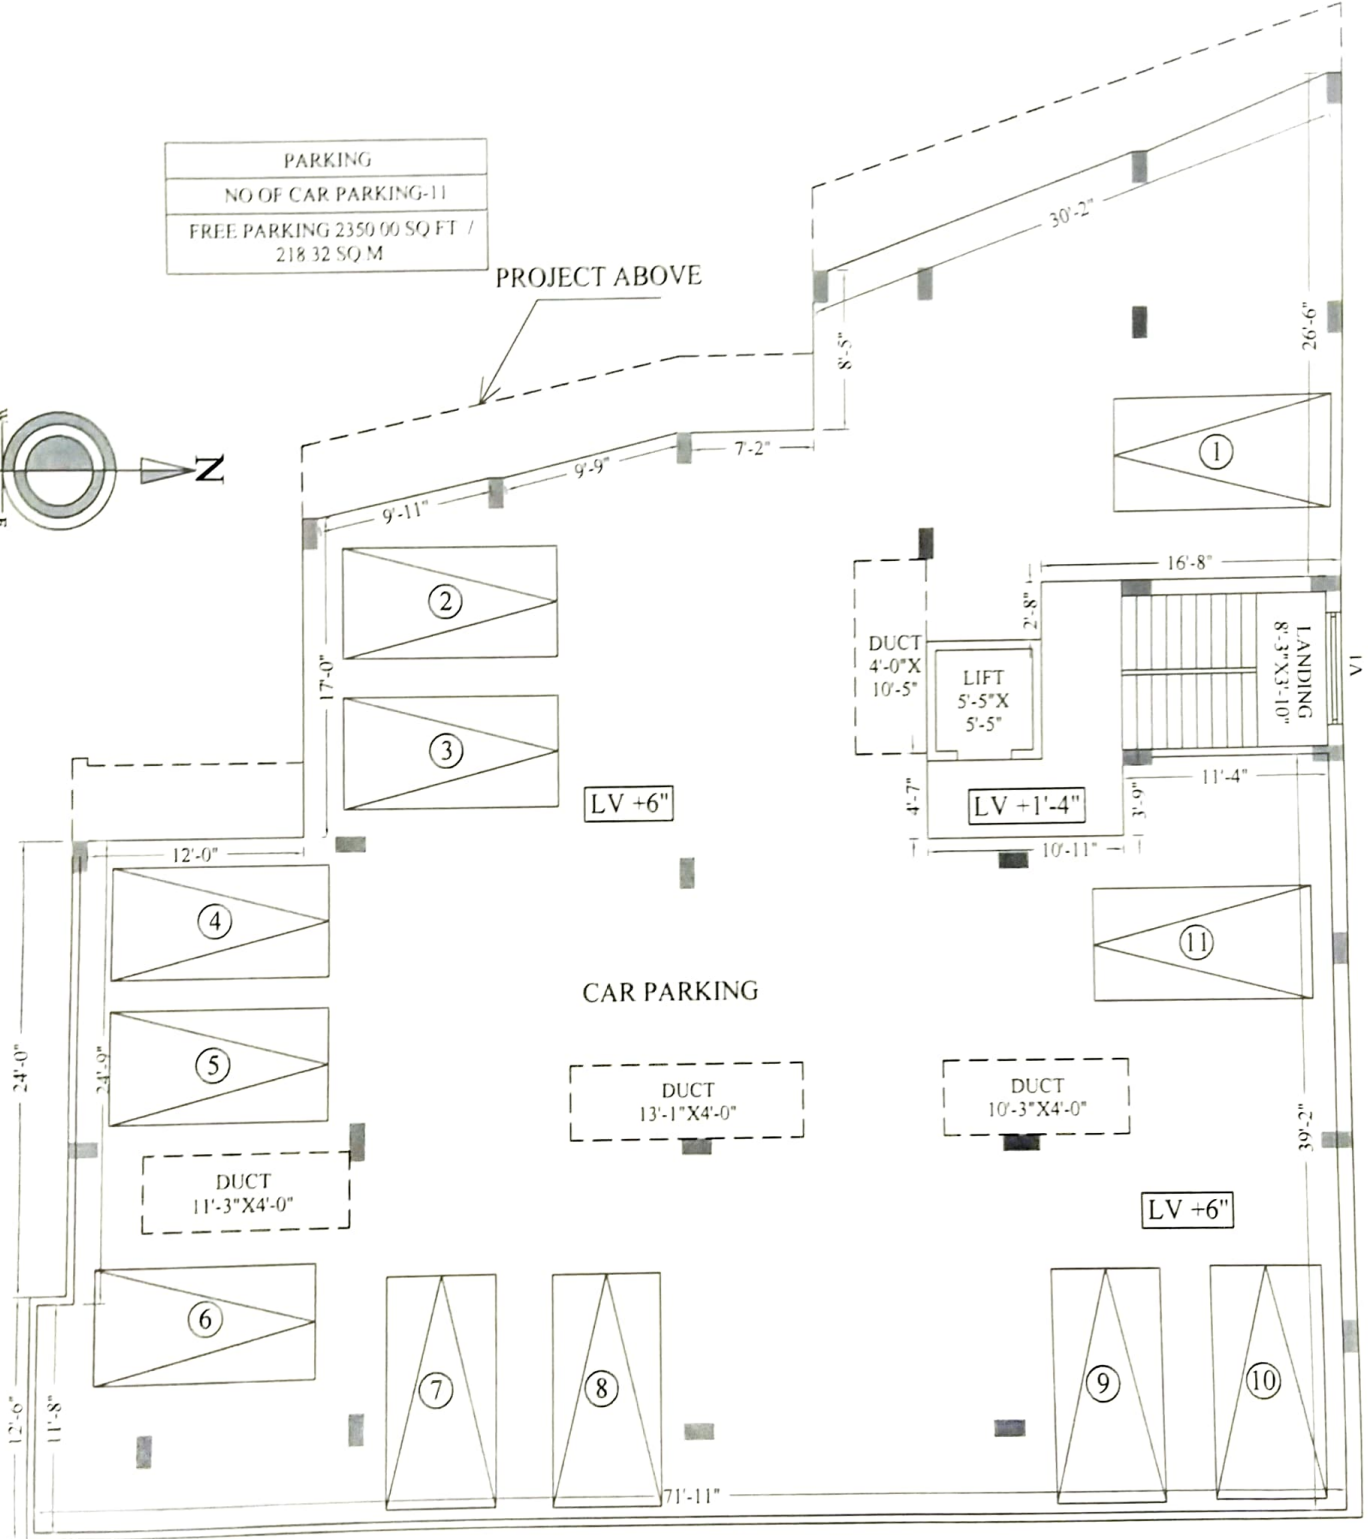 PARKING
NO OF CAR PARKING-11
FREE PARKING 2350.00 SQ FT /
218.32 SQ.M
PROJECT ABOVE
30'-2"
26'-6"
8'-5"
7'-2"
9'-9"
9'-11"
N
1
2
16'-8"
2'-8"
DUCT
4'-0"X
10'-5"
LIFT
5'-5"X
5'-5"
LANDING
8'-3"X3'-10"
V1
17'-0"
3
LV +6"
4'-7"
LV +1'-4"
3'-9"
11'-4"
12'-0"
10'-11"
4
11
CAR PARKING
5
24'-0"
24'-9"
DUCT
13'-1"X4'-0"
DUCT
10'-3"X4'-0"
39'-2"
DUCT
11'-3"X4'-0"
LV +6"
6
7
8
9
10
12'-6"
11'-8"
71'-11"